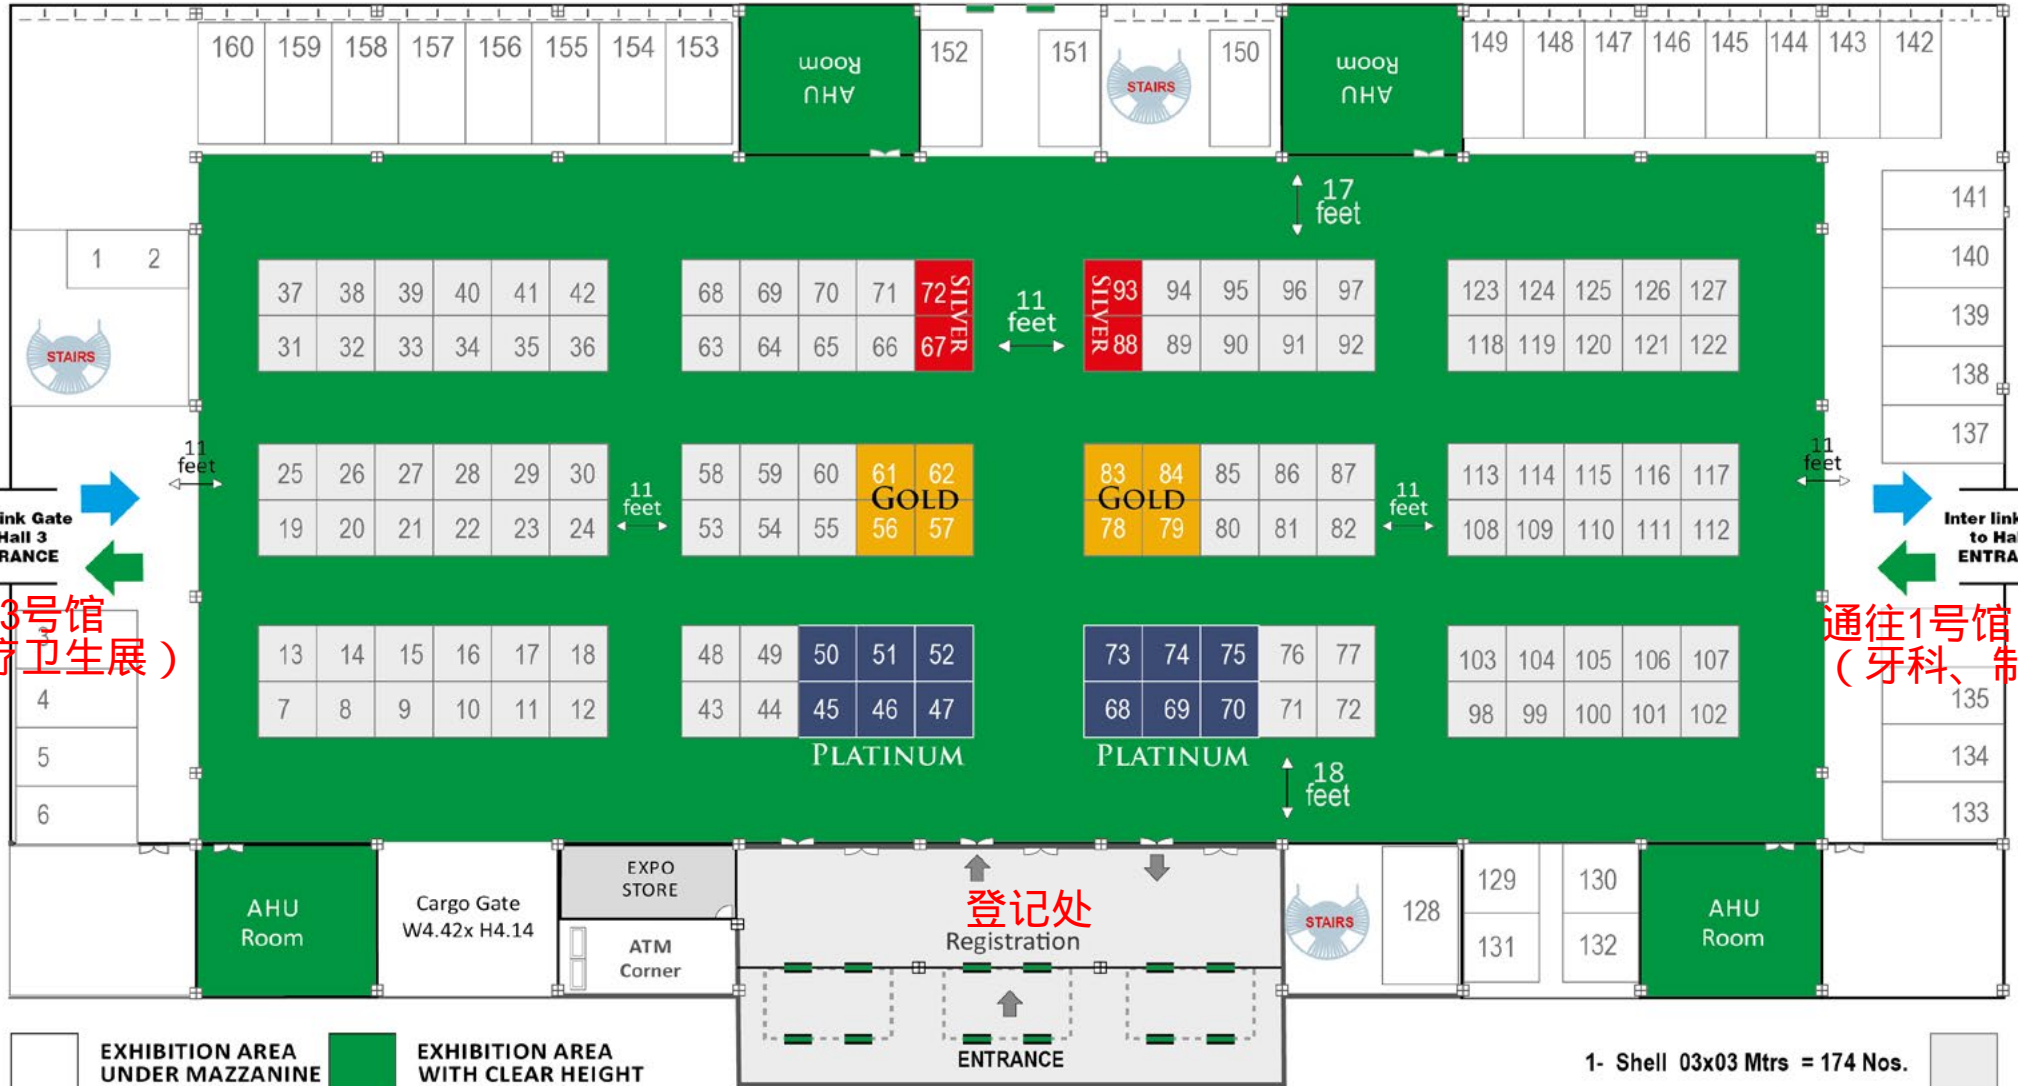 160 159 158 157 156 155 154 153
AHU
Room
152 151
STAIRS
150
AHU
Room
149 148 147 146 145 144 143 142
17
feet
141
140
139
138
137
1 2
STAIRS
37 38 39 40 41 42
31 32 33 34 35 36
68 69 70 71 72
63 64 65 66 67
SILVER
11
feet
SILVER
93 94 95 96 97
88 89 90 91 92
123 124 125 126 127
118 119 120 121 122
11
feet
25 26 27 28 29 30
19 20 21 22 23 24
11
feet
58 59 60 61 62
GOLD
53 54 55 56 57
83 84 85 86 87
GOLD
78 79 80 81 82
11
feet
113 114 115 116 117
108 109 110 111 112
11
feet
ink Gate
Hall 3
RANCE
3号馆
疗卫生展）
3
4
5
6
Inter link
to Ha
ENTRA
通往1号馆
（牙科、制
135
134
133
13 14 15 16 17 18
7 8 9 10 11 12
48 49 50 51 52
43 44 45 46 47
PLATINUM
73 74 75 76 77
68 69 70 71 72
PLATINUM
103 104 105 106 107
98 99 100 101 102
18
feet
AHU
Room
Cargo Gate
W4.42x H4.14
EXPO
STORE
ATM
Corner
登记处
Registration
ENTRANCE
STAIRS
128
129 130
131 132
AHU
Room
EXHIBITION AREA
UNDER MAZZANINE
EXHIBITION AREA
WITH CLEAR HEIGHT
1- Shell 03x03 Mtrs = 174 Nos.